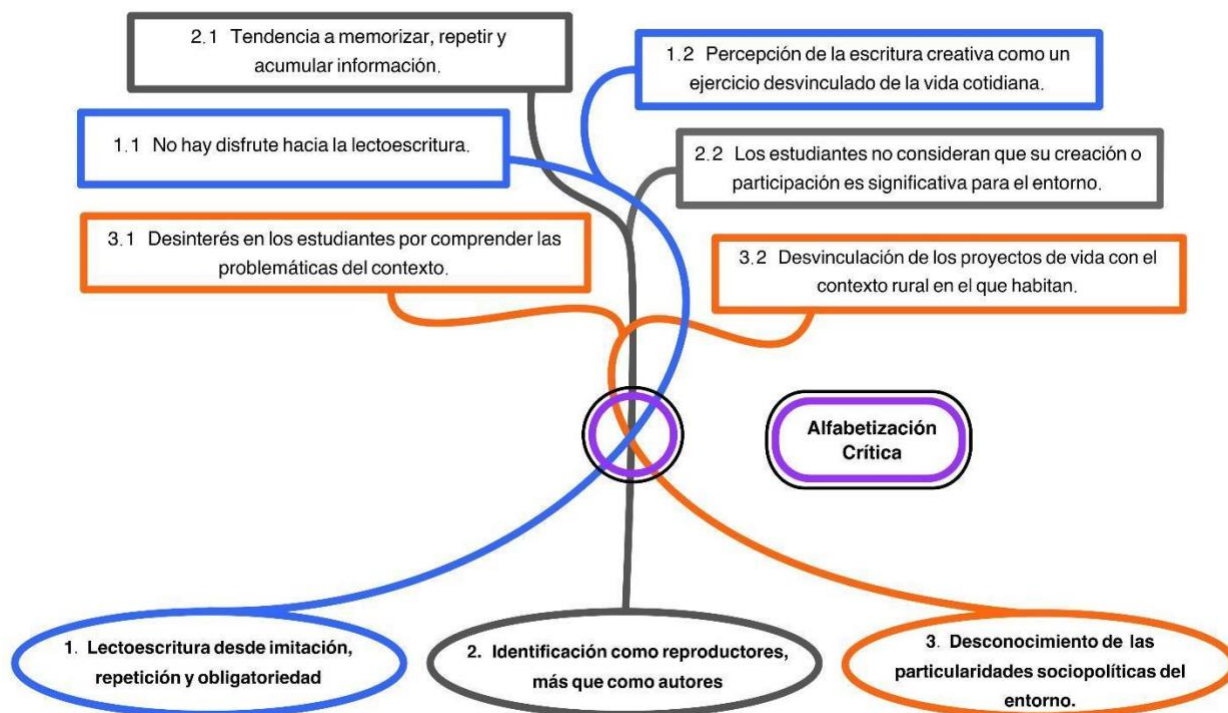 2.1 Tendencia a memorizar, repetir y
acumular información.
1.2 Percepción de la escritura creativa como un
ejercicio desvinculado de la vida cotidiana.
1.1 No hay disfrute hacia la lectoescritura.
2.2 Los estudiantes no consideran que su creación o
participación es significativa para el entorno.
3.1 Desinterés en los estudiantes por comprender las
problemáticas del contexto.
3.2 Desvinculación de los proyectos de vida con el
contexto rural en el que habitan.
Alfabetización
Crítica
1. Lectoescritura desde imitación,
repetición y obligatoriedad
2. Identificación como reproductores,
más que como autores
3. Desconocimiento de las
particularidades sociopolíticas del
entorno.